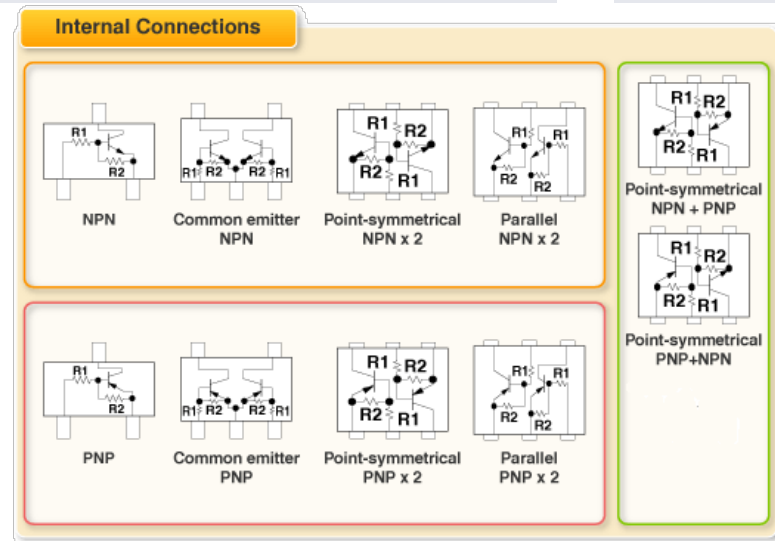 Internal Connections
R1
R2
NPN
R1 R2 R2 R1
Common emitter
NPN
R1 R2
R2 R1
Point-symmetrical
NPN x 2
R1 R1
R2
R2
Parallel
NPN x 2
R1 R2
R2 R1
Point-symmetrical
NPN + PNP
R1 R2
R2 R1
Point-symmetrical
PNP+NPN
R1
R2
PNP
R1 R2 R2 R1
Common emitter
PNP
R1 R2
R2 R1
Point-symmetrical
PNP x 2
R1 R1
R2
R2
Parallel
PNP x 2